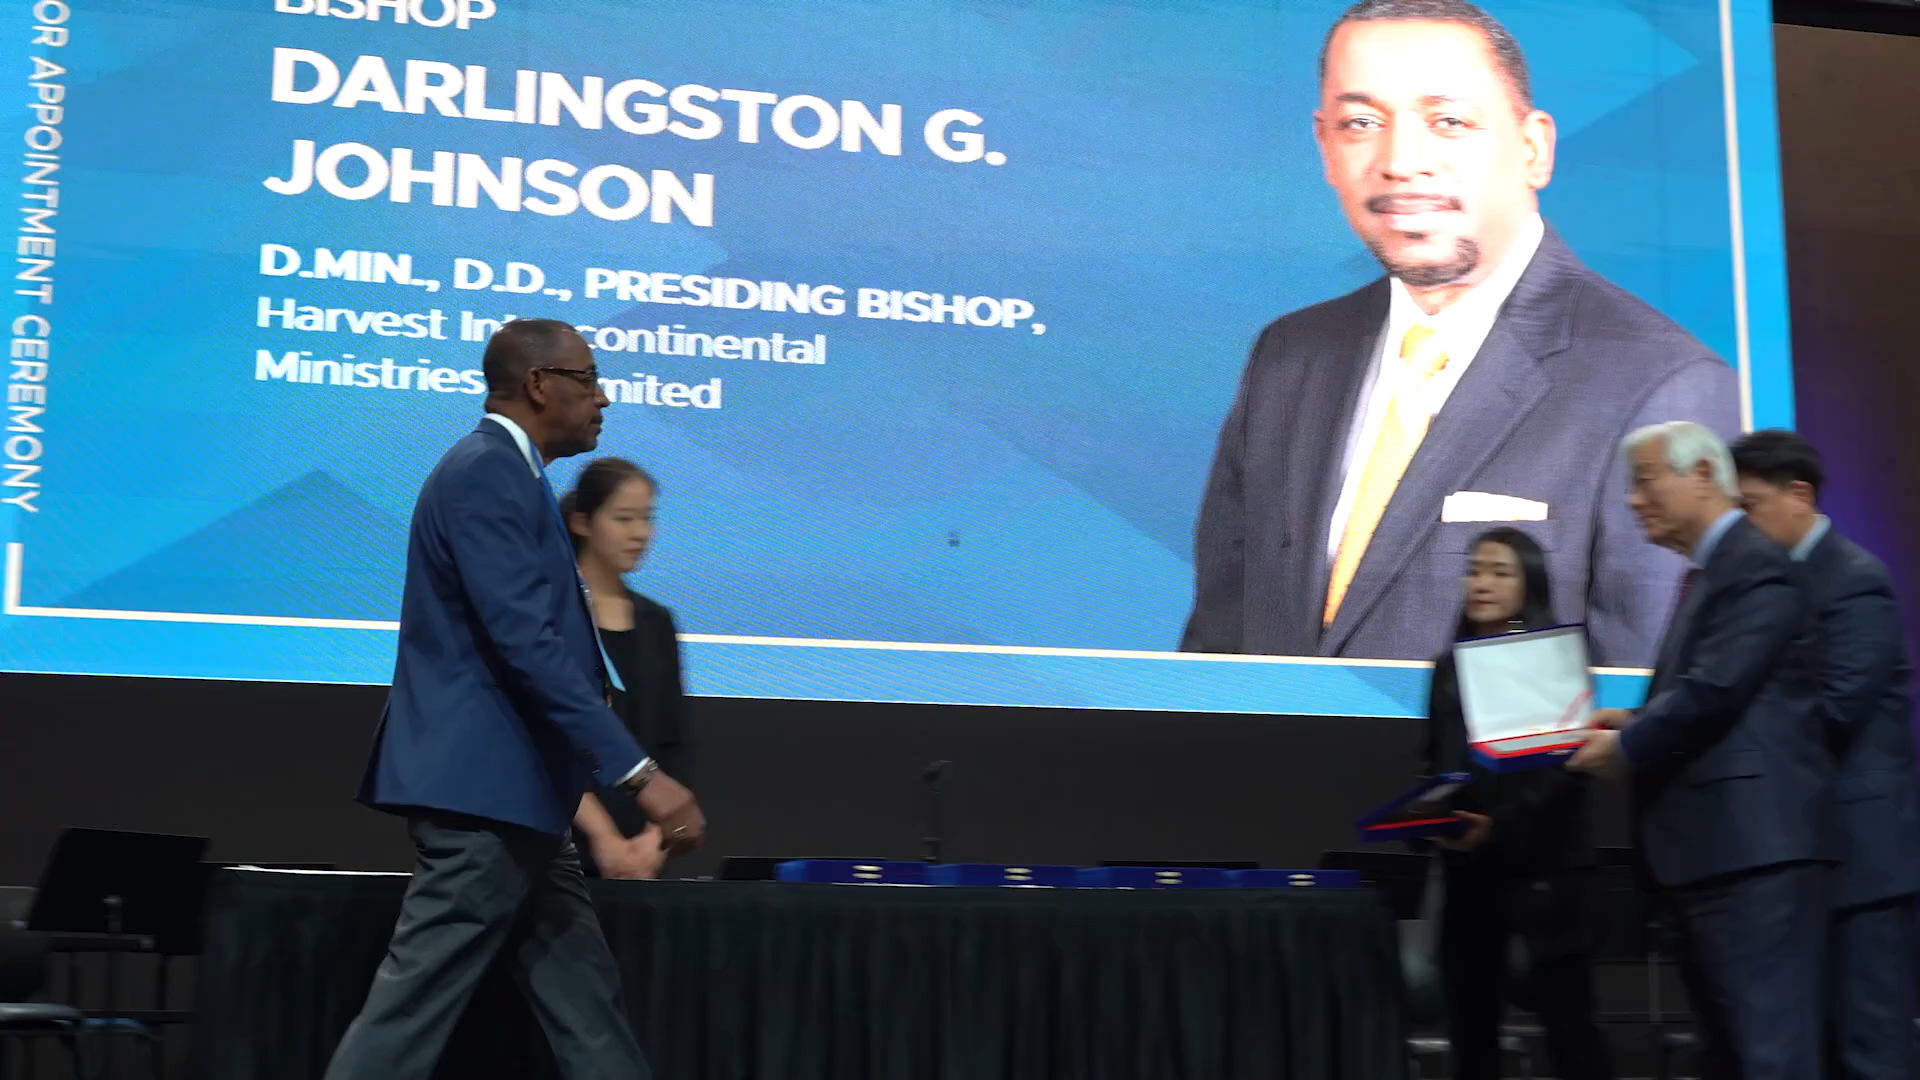 BISHOP
DARLINGSTON G.
JOHNSON
D.MIN., D.D., PRESIDING BISHOP,
Harvest In continental
Ministries mited
OR APPOINTMENT CEREMONY